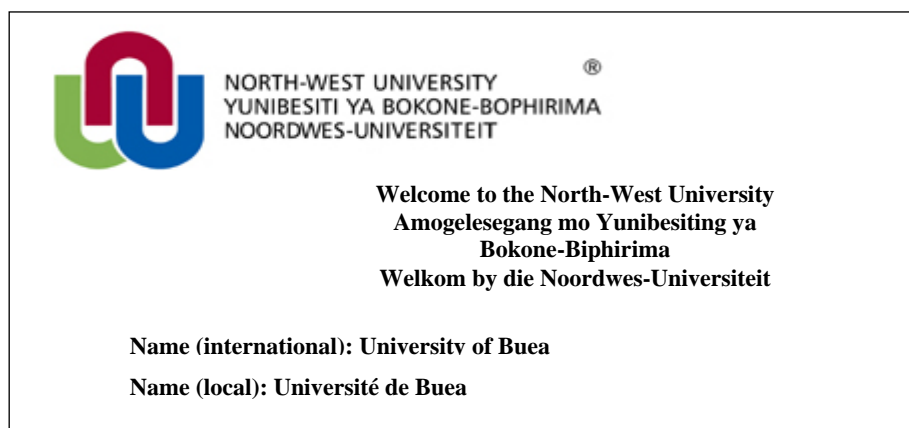 ®
NORTH-WEST UNIVERSITY
YUNIBESITI YA BOKONE-BOPHIRIMA
NOORDWES-UNIVERSITEIT
Welcome to the North-West University
Amogelesegang mo Yunibesiting ya
Bokone-Biphirima
Welkom by die Noordwes-Universiteit
Name (international): University of Buea
Name (local): Université de Buea